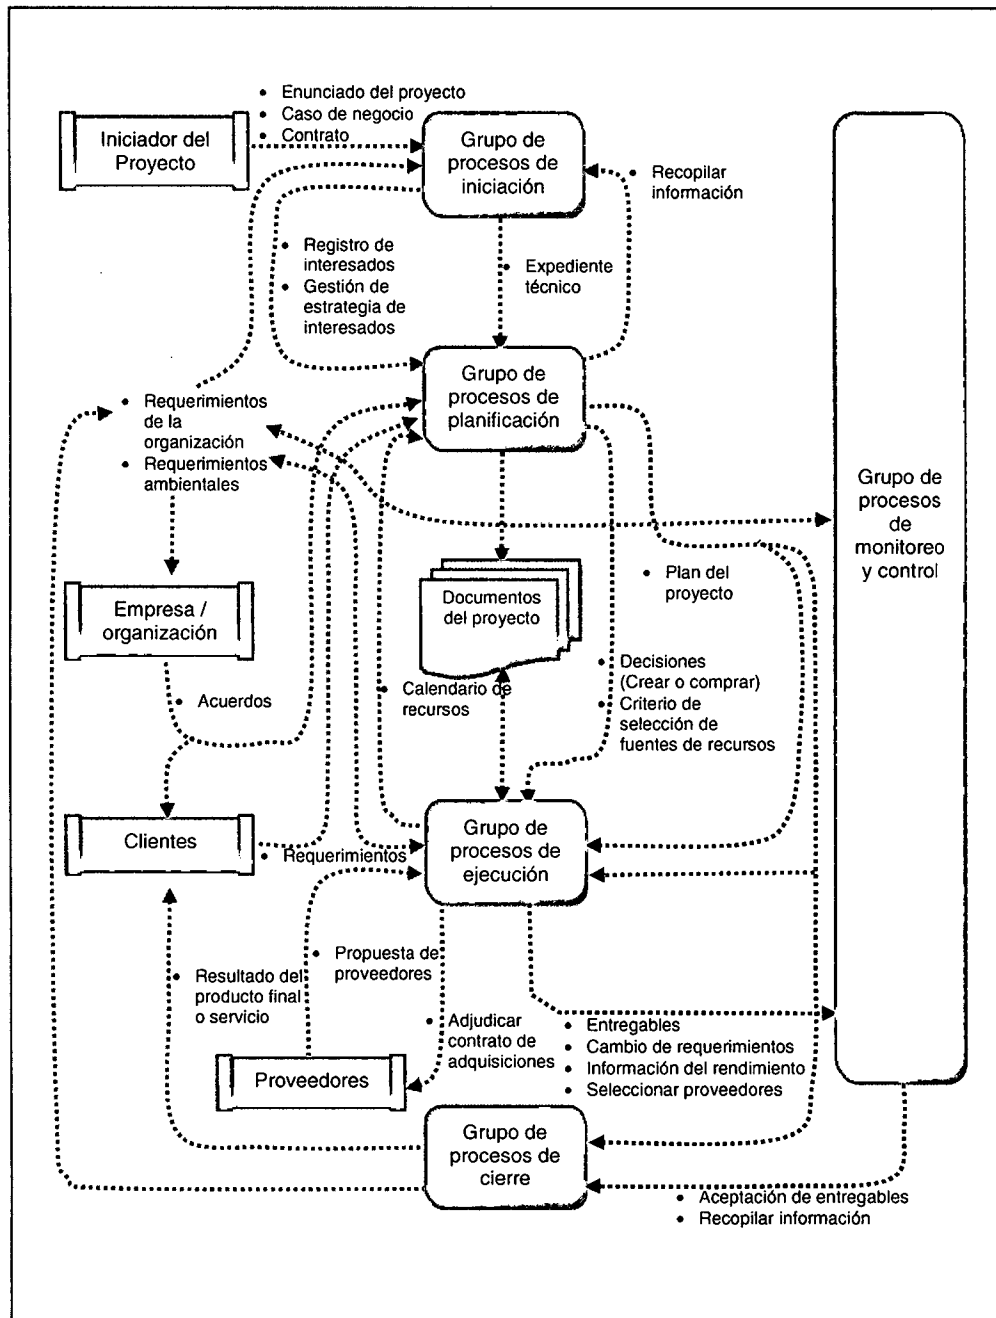 • Enunciado del proyecto
• Caso de negocio
• Contrato
Iniciador del
Proyecto
Grupo de
procesos de
iniciación
• Recopilar
información
• Registro de
interesados
• Gestión de
estrategia de
interesados
• Expediente
técnico
Grupo de
procesos de
planificación
• Requerimientos
de la
organización
• Requerimientos
ambientales
Grupo de
procesos
de
monitoreo
y control
Empresa /
organización
Documentos
del proyecto
• Plan del
proyecto
• Acuerdos
• Calendario de
recursos
• Decisiones
(Crear o comprar)
• Criterio de
selección de
fuentes de recursos
Clientes
• Requerimientos
Grupo de
procesos de
ejecución
• Propuesta de
proveedores
• Resultado del
producto final
o servicio
• Adjudicar
contrato de
adquisiciones
• Entregables
• Cambio de requerimientos
• Información del rendimiento
• Seleccionar proveedores
Proveedores
Grupo de
procesos de
cierre
• Aceptación de entregables
• Recopilar información